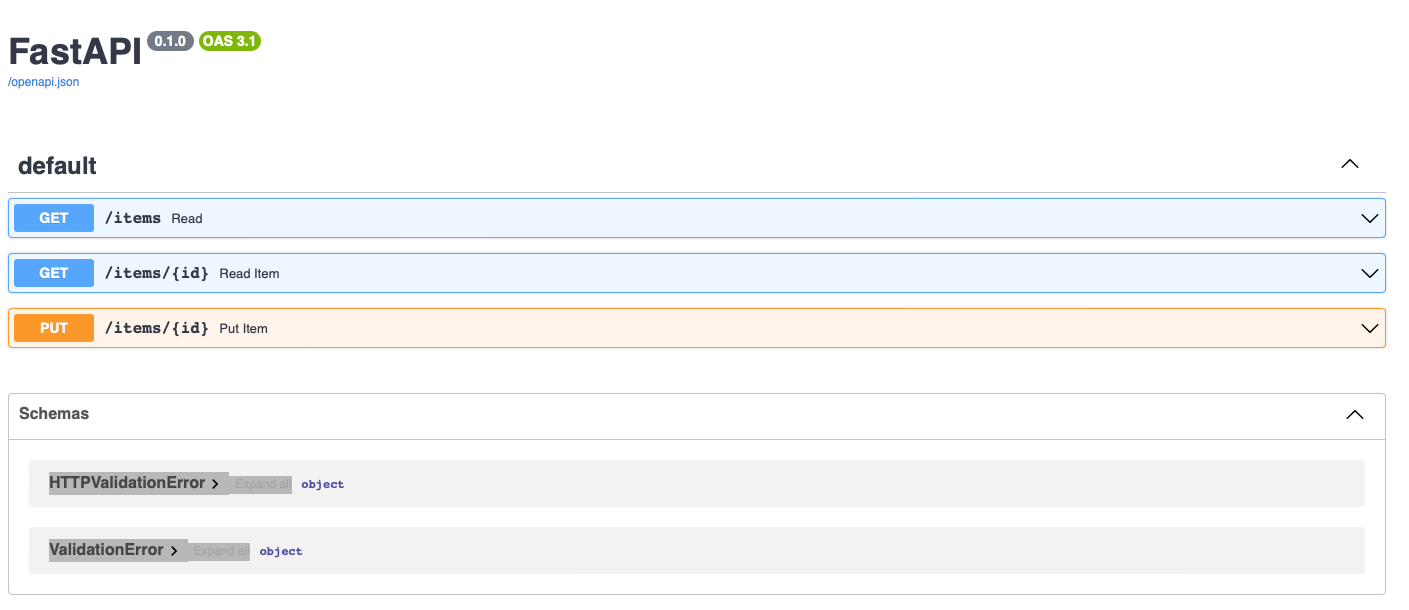 FastAPI 0.1.0 OAS 3.1
/openapi.json
default
GET /items Read
GET /items/{id} Read Item
PUT /items/{id} Put Item
Schemas
HTTPValidationError Expand all object
ValidationError Expand all object